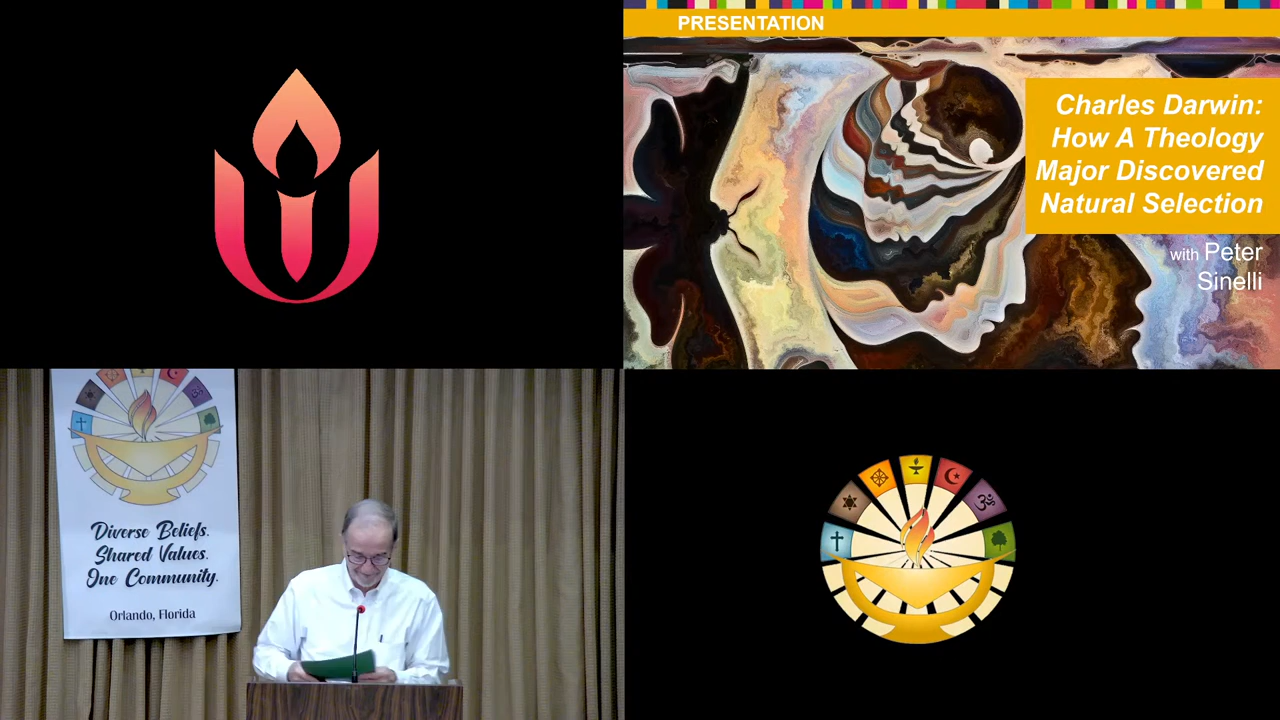 PRESENTATION
Charles Darwin:
How A Theology
Major Discovered
Natural Selection
with Peter
Sinelli
Diverse Beliefs.
Shared Values.
One Community.
Orlando, Florida